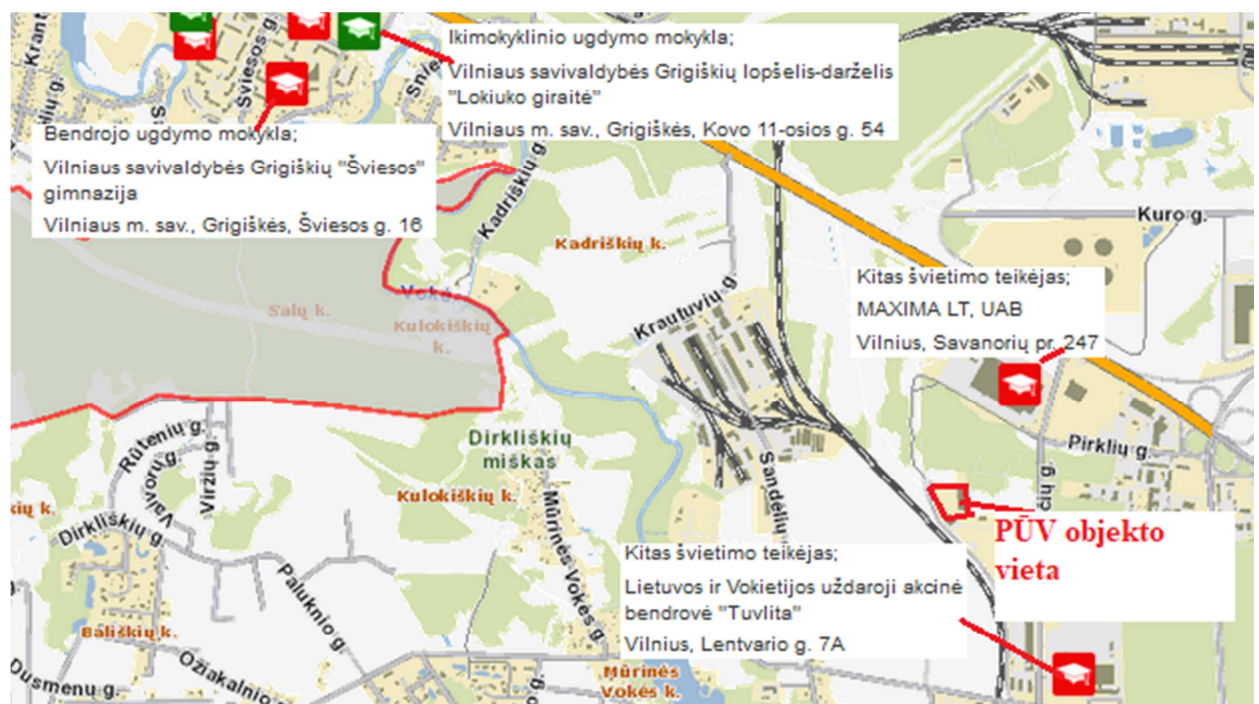 Šviesos g.
Ikimokyklinio ugdymo mokykla;
Vilniaus savivaldybės Grigiškių lopšelis-darželis
"Lokiuko giraitė"
Vilniaus m. sav., Grigiškės, Kovo 11-osios g. 54
Bendrojo ugdymo mokykla;
Vilniaus savivaldybės Grigiškių "Šviesos"
gimnazija
Vilniaus m. sav., Grigiškės, Šviesos g. 16
Kadriškių g.
Kadriškių k.
Kuro g.
Kitas švietimo teikėjas;
MAXIMA LT, UAB
Vilnius, Savanorių pr. 247
Salų k.
Kulokiškių
k.
Krautuvių g.
Rūtenių g.
Vaivorų g.
Viržių g.
Dirkliškių
miškas
Pirklių g.
Kulokiškių k.
Sandėlių
Dirkliškių g.
Mūrinės Vokės g.
PŪV objekto
vieta
Kitas švietimo teikėjas;
Lietuvos ir Vokietijos uždaroji akcinė
bendrovė "Tuvlita"
Vilnius, Lentvario g. 7A
Paluknio g.
Bališkių k.
Ožiakalnio
Dusmenų g.
Mūrinės
Vokės k.